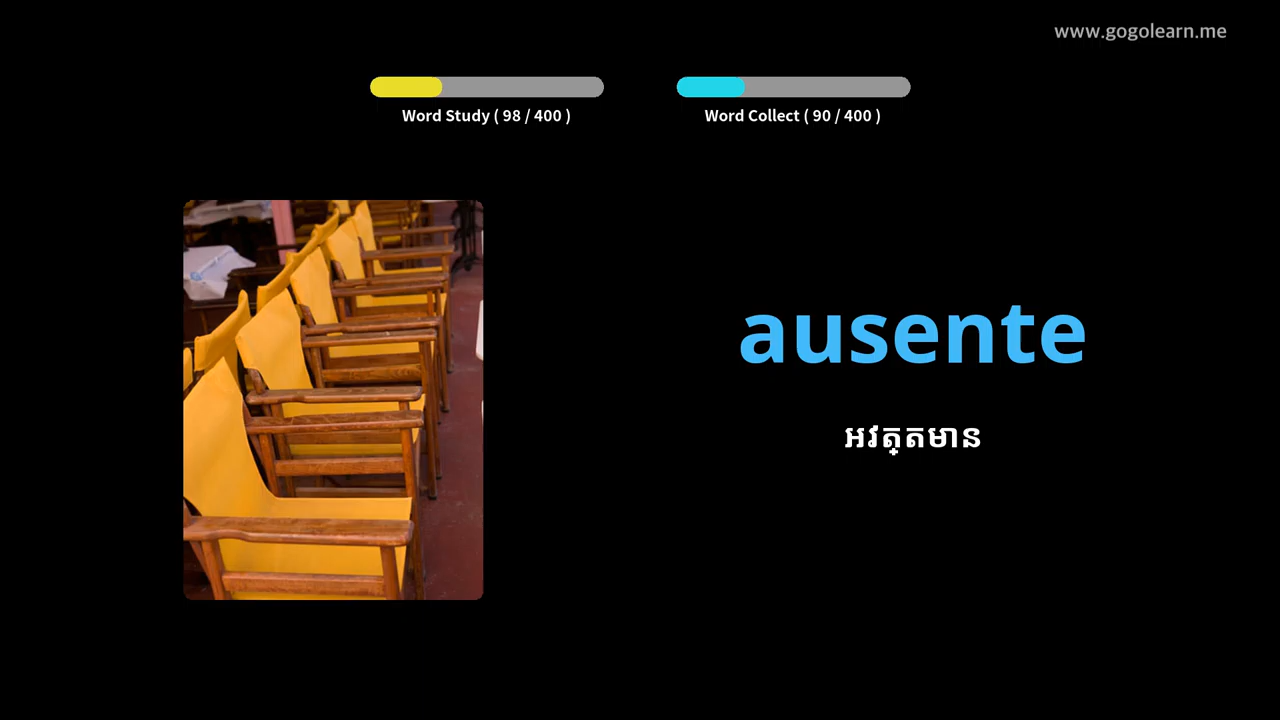 www.gogolearn.me
Word Study ( 98 / 400 )
Word Collect ( 90 / 400 )
ausente
អវត្តមាន